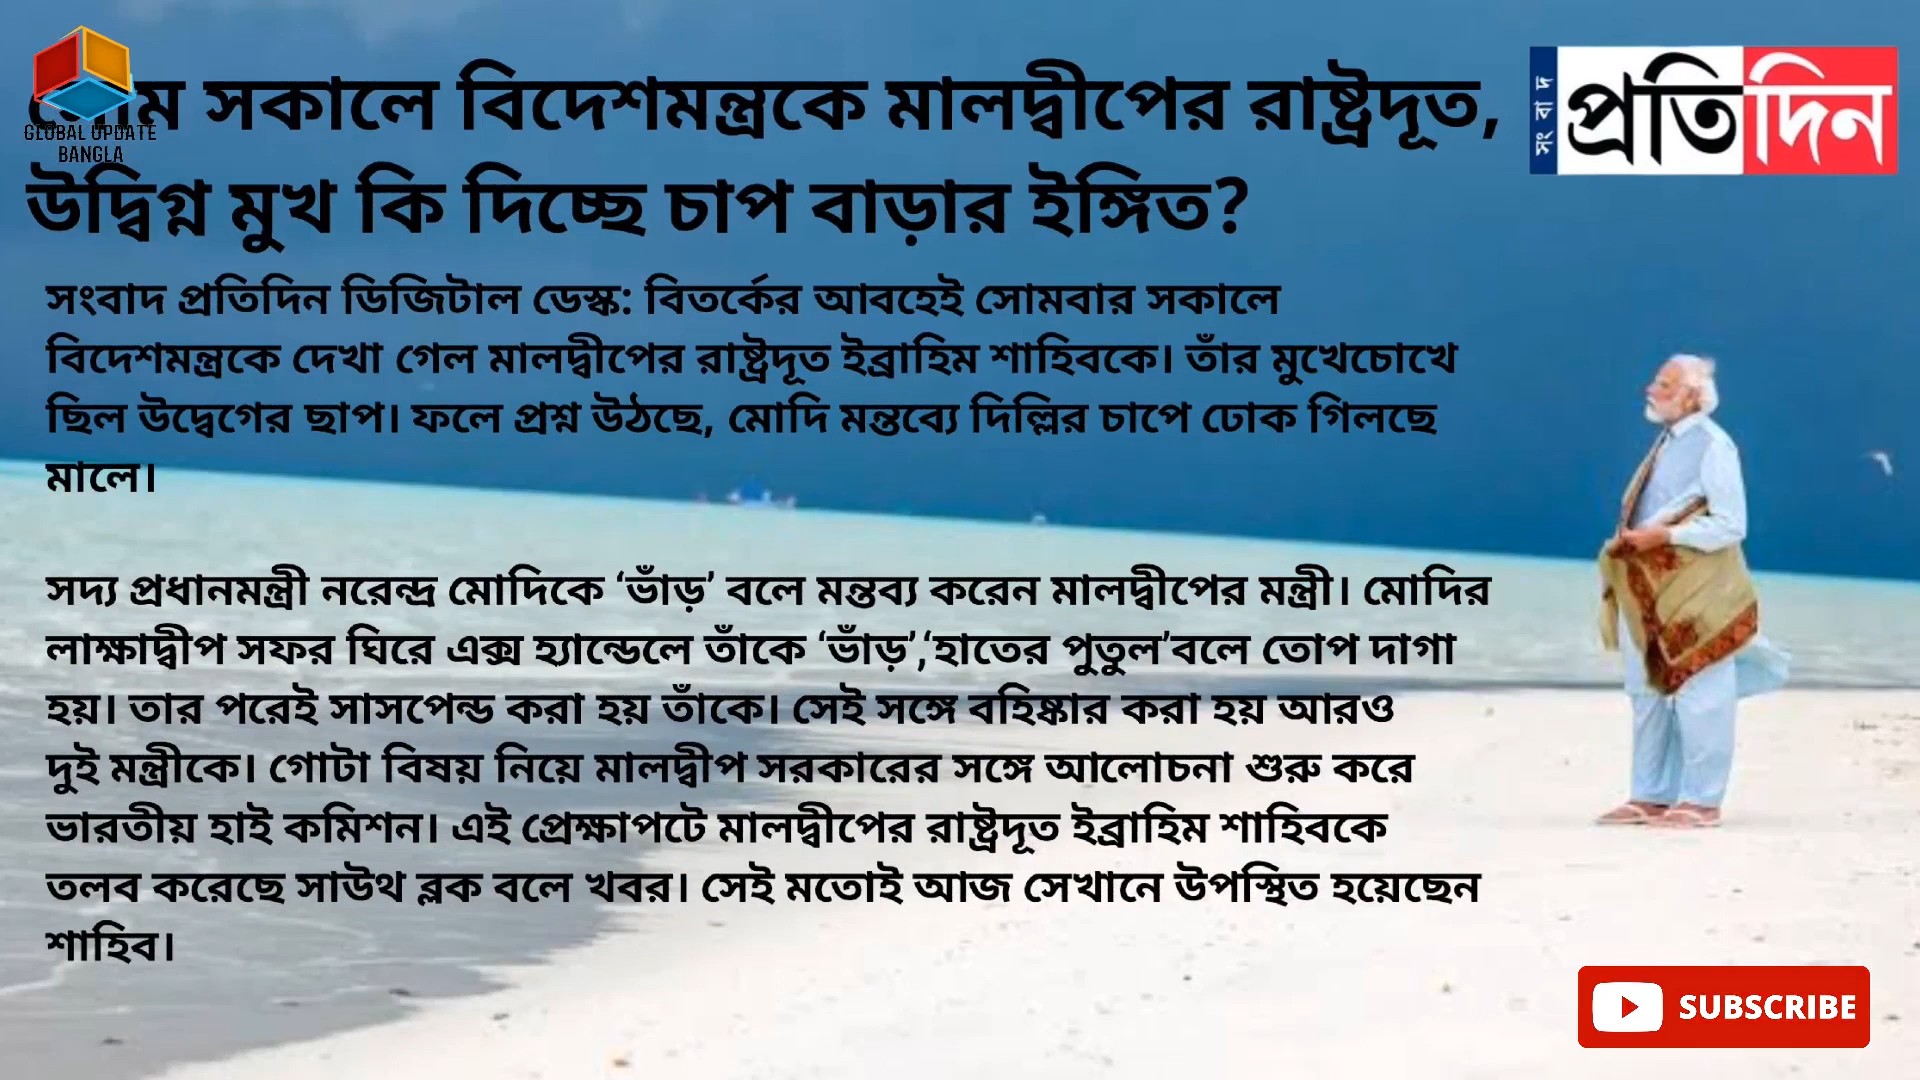 GLOBAL UPDATE
BANGLA
সোম সকালে বিদেশমন্ত্রকে মালদ্বীপের রাষ্ট্রদূত,
উদ্বিগ্ন মুখ কি দিচ্ছে চাপ বাড়ার ইঙ্গিত?
সংবাদ প্রতিদিন
সংবাদ প্রতিদিন ডিজিটাল ডেস্ক: বিতর্কের আবহেই সোমবার সকালে
বিদেশমন্ত্রকে দেখা গেল মালদ্বীপের রাষ্ট্রদূত ইব্রাহিম শাহিবকে। তাঁর মুখেচোখে
ছিল উদ্বেগের ছাপ। ফলে প্রশ্ন উঠছে, মোদি মন্তব্যে দিল্লির চাপে ঢোক গিলছে
মালে।
সদ্য প্রধানমন্ত্রী নরেন্দ্র মোদিকে ‘ভাঁড়’ বলে মন্তব্য করেন মালদ্বীপের মন্ত্রী। মোদির
লাক্ষাদ্বীপ সফর ঘিরে এক্স হ্যান্ডেলে তাঁকে ‘ভাঁড়’,‘হাতের পুতুল’বলে তোপ দাগা
হয়। তার পরেই সাসপেন্ড করা হয় তাঁকে। সেই সঙ্গে বহিষ্কার করা হয় আরও
দুই মন্ত্রীকে। গোটা বিষয় নিয়ে মালদ্বীপ সরকারের সঙ্গে আলোচনা শুরু করে
ভারতীয় হাই কমিশন। এই প্রেক্ষাপটে মালদ্বীপের রাষ্ট্রদূত ইব্রাহিম শাহিবকে
তলব করেছে সাউথ ব্লক বলে খবর। সেই মতোই আজ সেখানে উপস্থিত হয়েছেন
শাহিব।
SUBSCRIBE